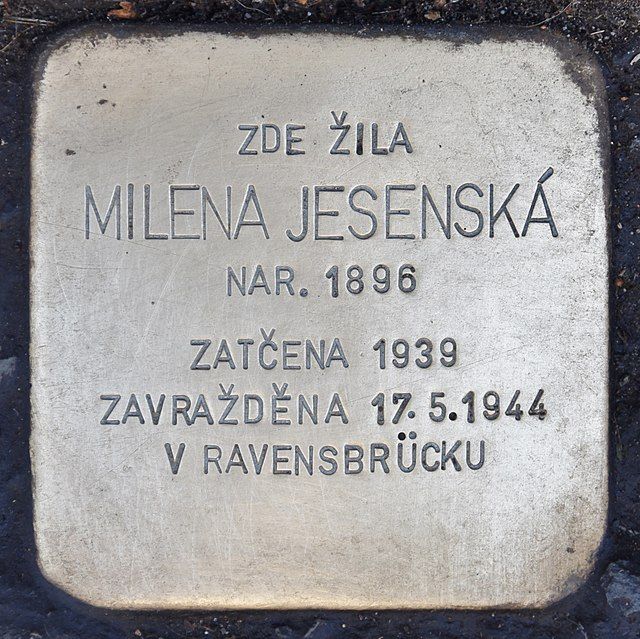 ZDE ŽILA
MILENA JESENSKÁ
NAR. 1896
ZATČENA 1939
ZAVRAŽDĚNA 17. 5. 1944
V RAVENSBRÜCKU